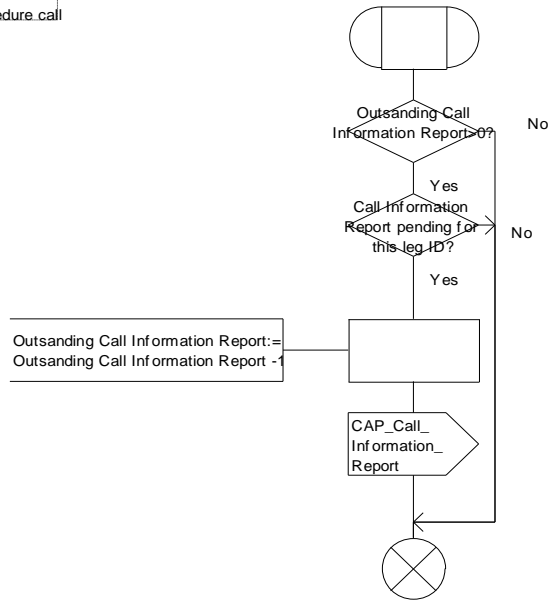 edure call
Outsanding Call
Information Report>0?
No
Yes
Call Information
Report pending for
this leg ID?
No
Yes
Outsanding Call Information Report:=
Outsanding Call Information Report -1
CAP_Call_
Information_
Report